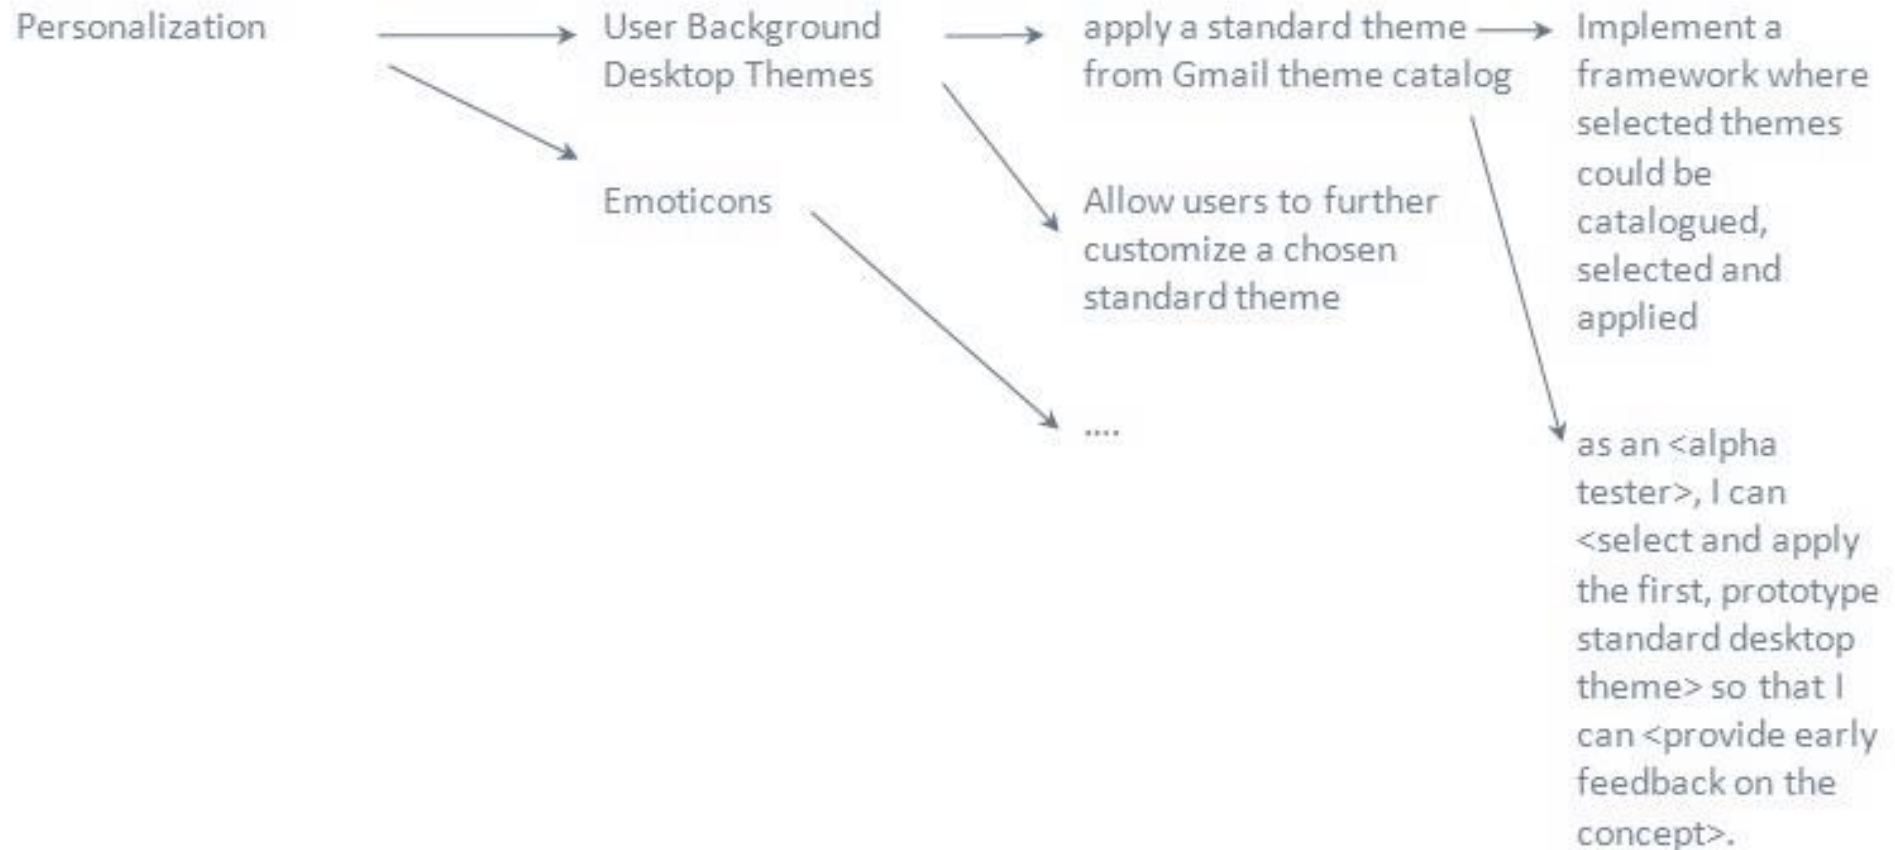 Personalization
User Background
Desktop Themes
Emoticons
apply a standard theme
from Gmail theme catalog
Allow users to further
customize a chosen
standard theme
....
Implement a
framework where
selected themes
could be
catalogued,
selected and
applied
as an <alpha
tester>, I can
<select and apply
the first, prototype
standard desktop
theme> so that I
can <provide early
feedback on the
concept>.